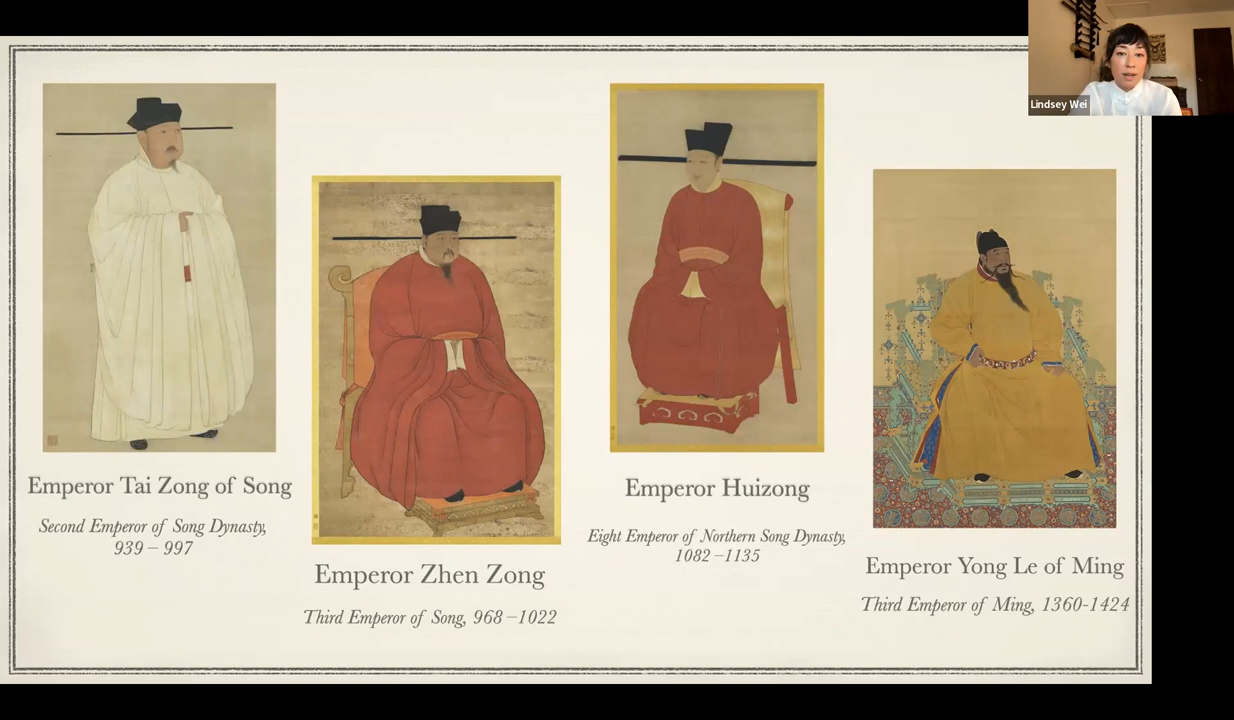 Lindsey Wei
Emperor Tai Zong of Song
Second Emperor of Song Dynasty,
939 – 997
Emperor Zhen Zong
Third Emperor of Song, 968 –1022
Emperor Huizong
Eight Emperor of Northern Song Dynasty,
1082 –1135
Emperor Yong Le of Ming
Third Emperor of Ming, 1360-1424